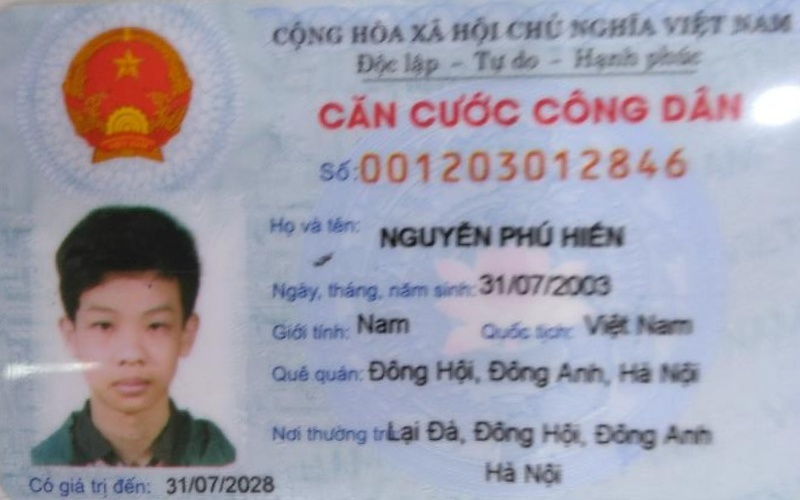 CỘNG HÒA XÃ HỘI CHỦ NGHĨA VIỆT NAM
Độc lập - Tự do - Hạnh phúc
CĂN CƯỚC CÔNG DÂN
Số: 001203012846
Họ và tên: NGUYỄN PHÚ HIỂN
Ngày, tháng, năm sinh: 31/07/2003
Giới tính: Nam Quốc tịch: Việt Nam
Quê quán: Đông Hội, Đông Anh, Hà Nội
Nơi thường trú: Lại Đà, Đông Hội, Đông Anh
Hà Nội
Có giá trị đến: 31/07/2028